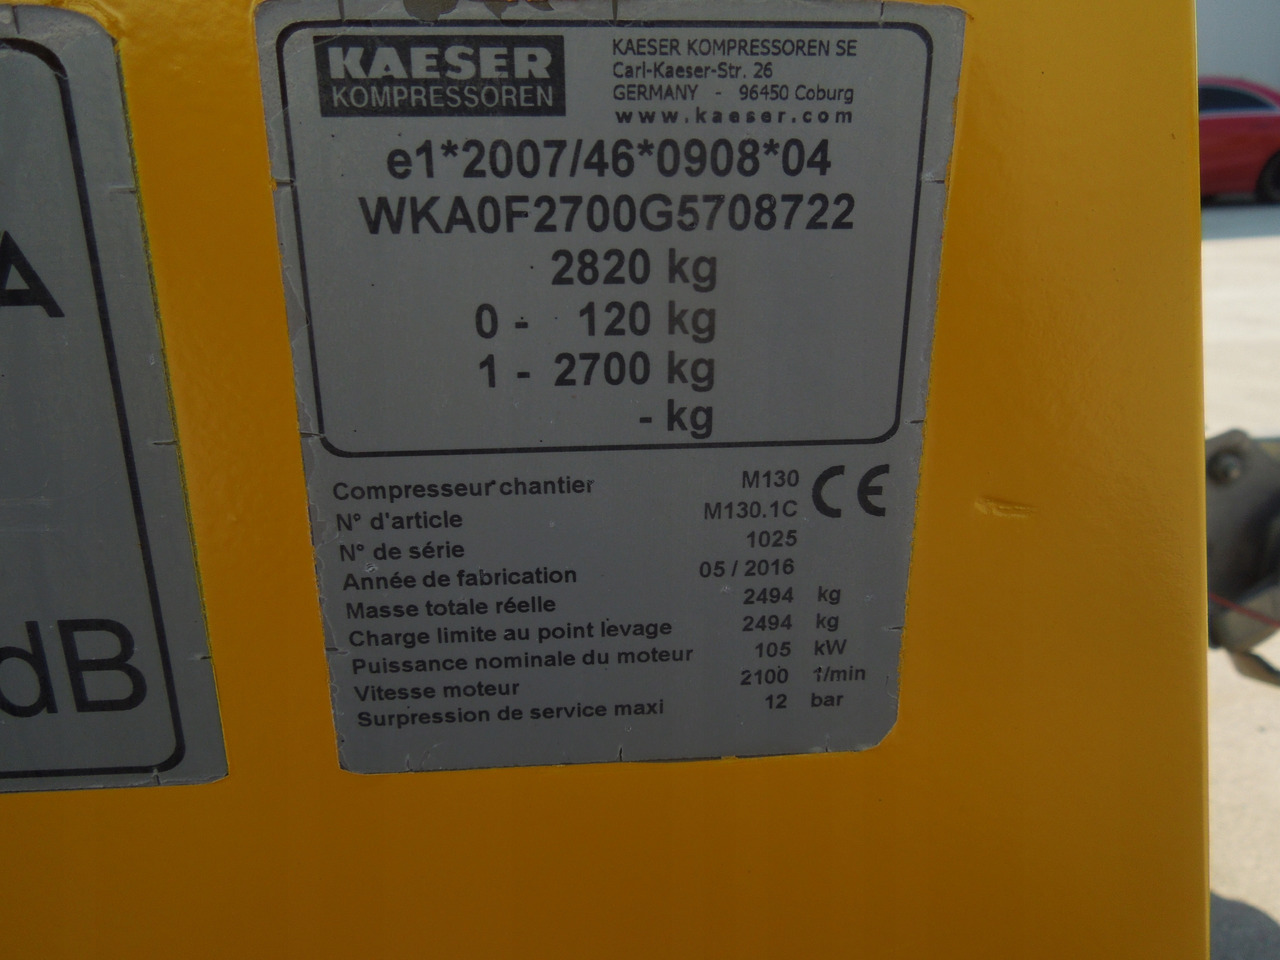 KAESER
KOMPRESSOREN
KAESER KOMPRESSOREN SE
Carl-Kaeser-Str. 26
GERMANY - 96450 Coburg
www.kaeser.com
e1*2007/46*0908*04
WKA0F2700G5708722
2820 kg
0 - 120 kg
1 - 2700 kg
- kg
Compresseur chantier M130
N° d'article M130.1C
N° de série 1025
Année de fabrication 05 / 2016
Masse totale réelle 2494 kg
Charge limite au point levage 2494 kg
Puissance nominale du moteur 105 kW
Vitesse moteur 2100 1/min
Surpression de service maxi 12 bar
CE
A
dB